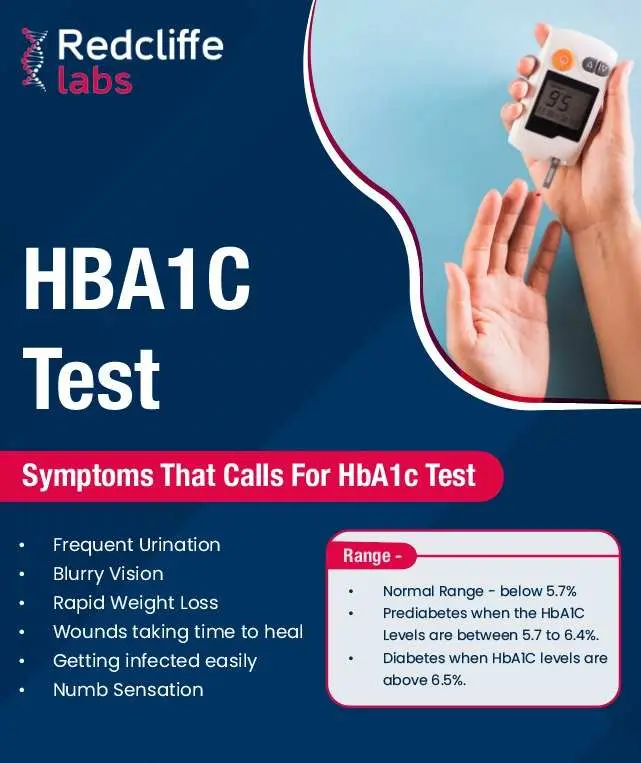 Redcliffe
labs
95
HBA1C
Test
Symptoms That Calls For HbA1c Test
• Frequent Urination
• Blurry Vision
• Rapid Weight Loss
• Wounds taking time to heal
• Getting infected easily
• Numb Sensation
Range -
• Normal Range - below 5.7%
• Prediabetes when the HbA1C
Levels are between 5.7 to 6.4%.
• Diabetes when HbA1C levels are
above 6.5%.